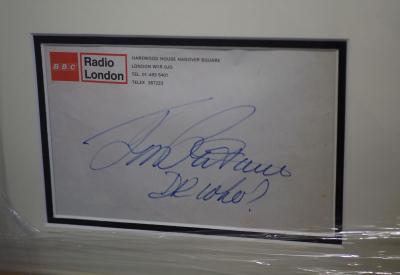 BBC
Radio
London
HAREWOOD HOUSE HANOVER SQUARE
LONDON W1R 0JD
TEL 01 493 5401
TELEX 267223
DR Who?